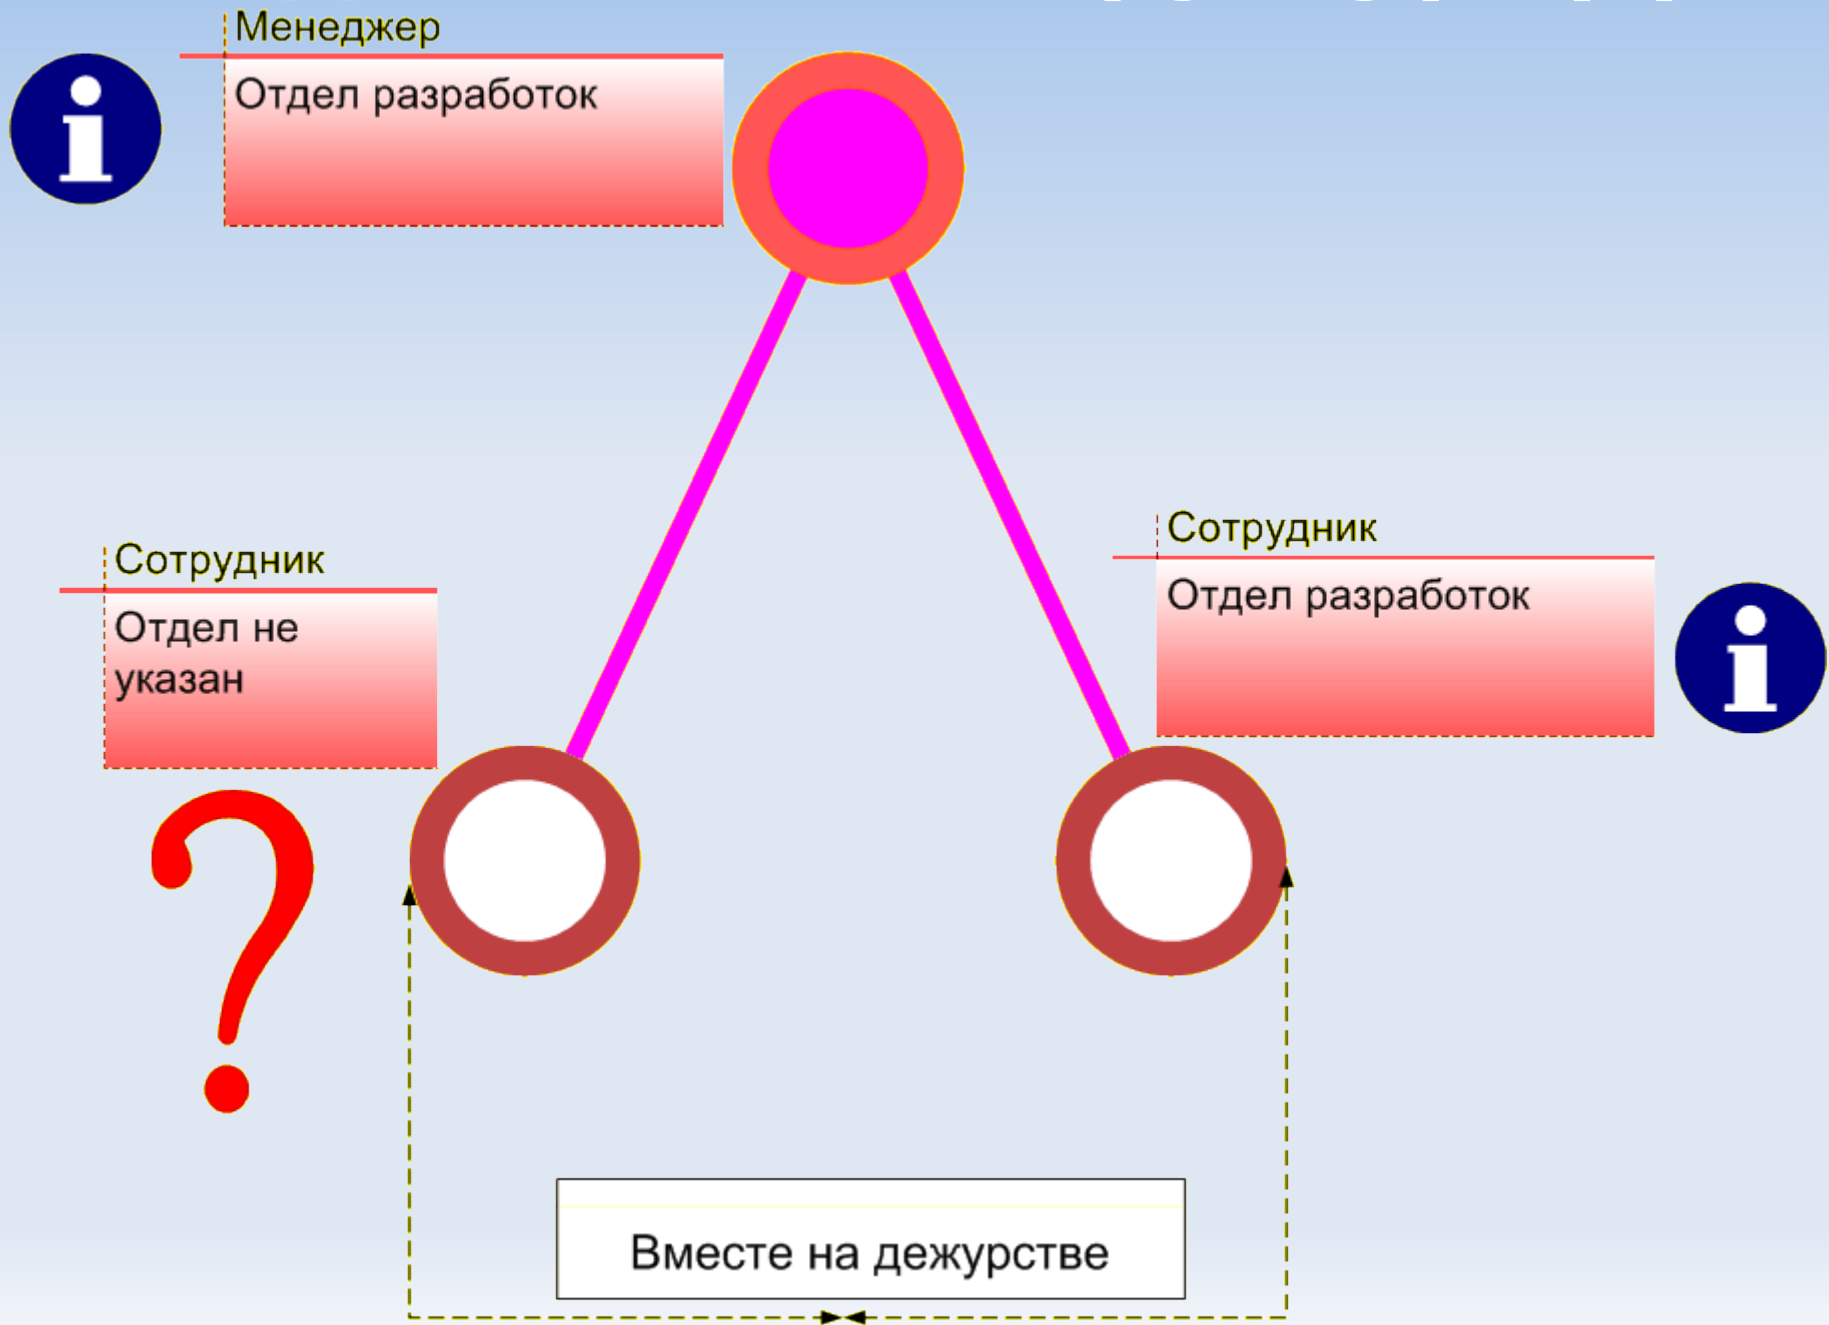 Менеджер
Отдел разработок
Сотрудник
Отдел разработок
Сотрудник
Отдел не
указан
?
Вместе на дежурстве